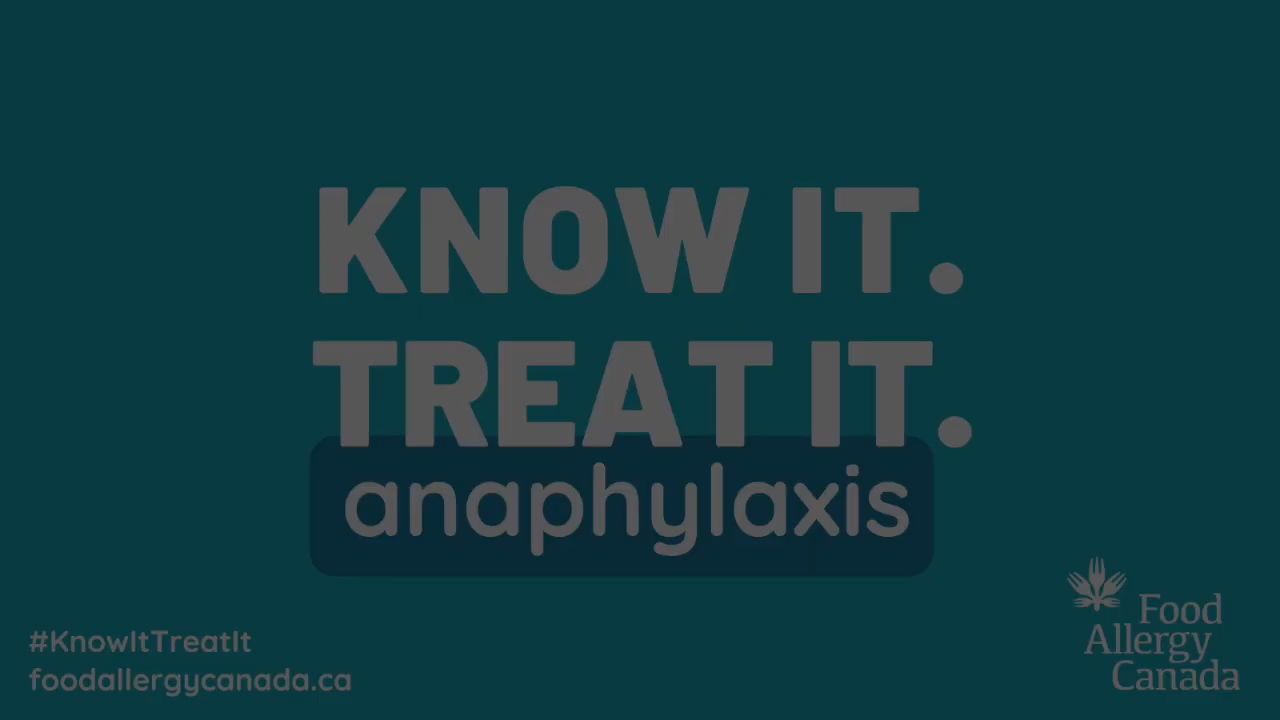 KNOW IT.
TREAT IT.
anaphylaxis
#KnowItTreatIt
foodallergycanada.ca
Food
Allergy
Canada